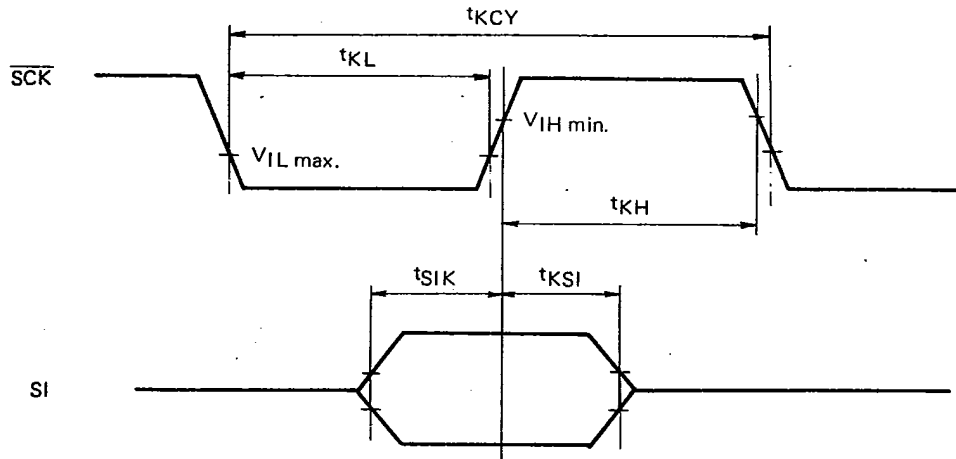 tKCY
tKL
SCK
VIH min.
VIL max.
tKH
tSIK
tKSI
SI